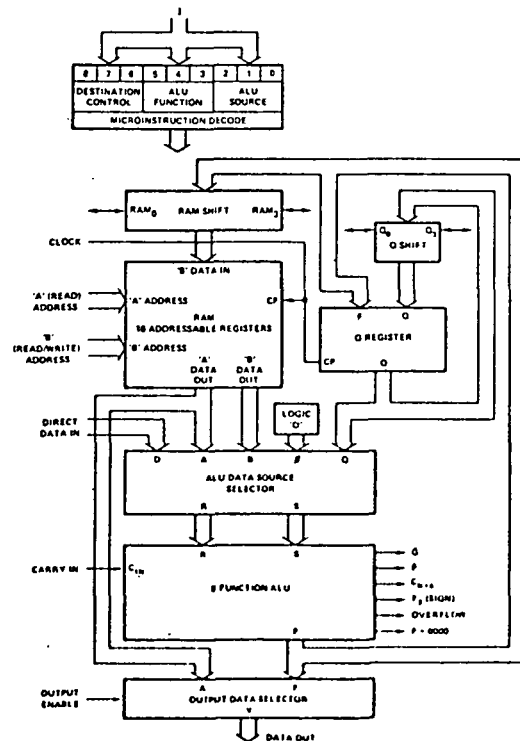 I
8 7 6 5 4 3 2 1 0
DESTINATION CONTROL ALU FUNCTION ALU SOURCE
MICROINSTRUCTION DECODE
RAM0 RAM SHIFT RAM3
Q0 Q3
Q SHIFT
CLOCK
'B' DATA IN
'A' (READ) ADDRESS
'A' ADDRESS
RAM
16 ADDRESSABLE REGISTERS
CP
'B' (READ/WRITE) ADDRESS
'B' ADDRESS
'A' DATA OUT
'B' DATA OUT
F Q
Q REGISTER
CP Q
LOGIC '0'
DIRECT DATA IN
D A B Ø Q
ALU DATA SOURCE SELECTOR
R S
R S
CARRY IN
CIN
8 FUNCTION ALU
F
G
P
Cn+4
F3 (SIGN)
OVERFLOW
F = 0000
A F
OUTPUT ENABLE
OUTPUT DATA SELECTOR
Y
DATA OUT